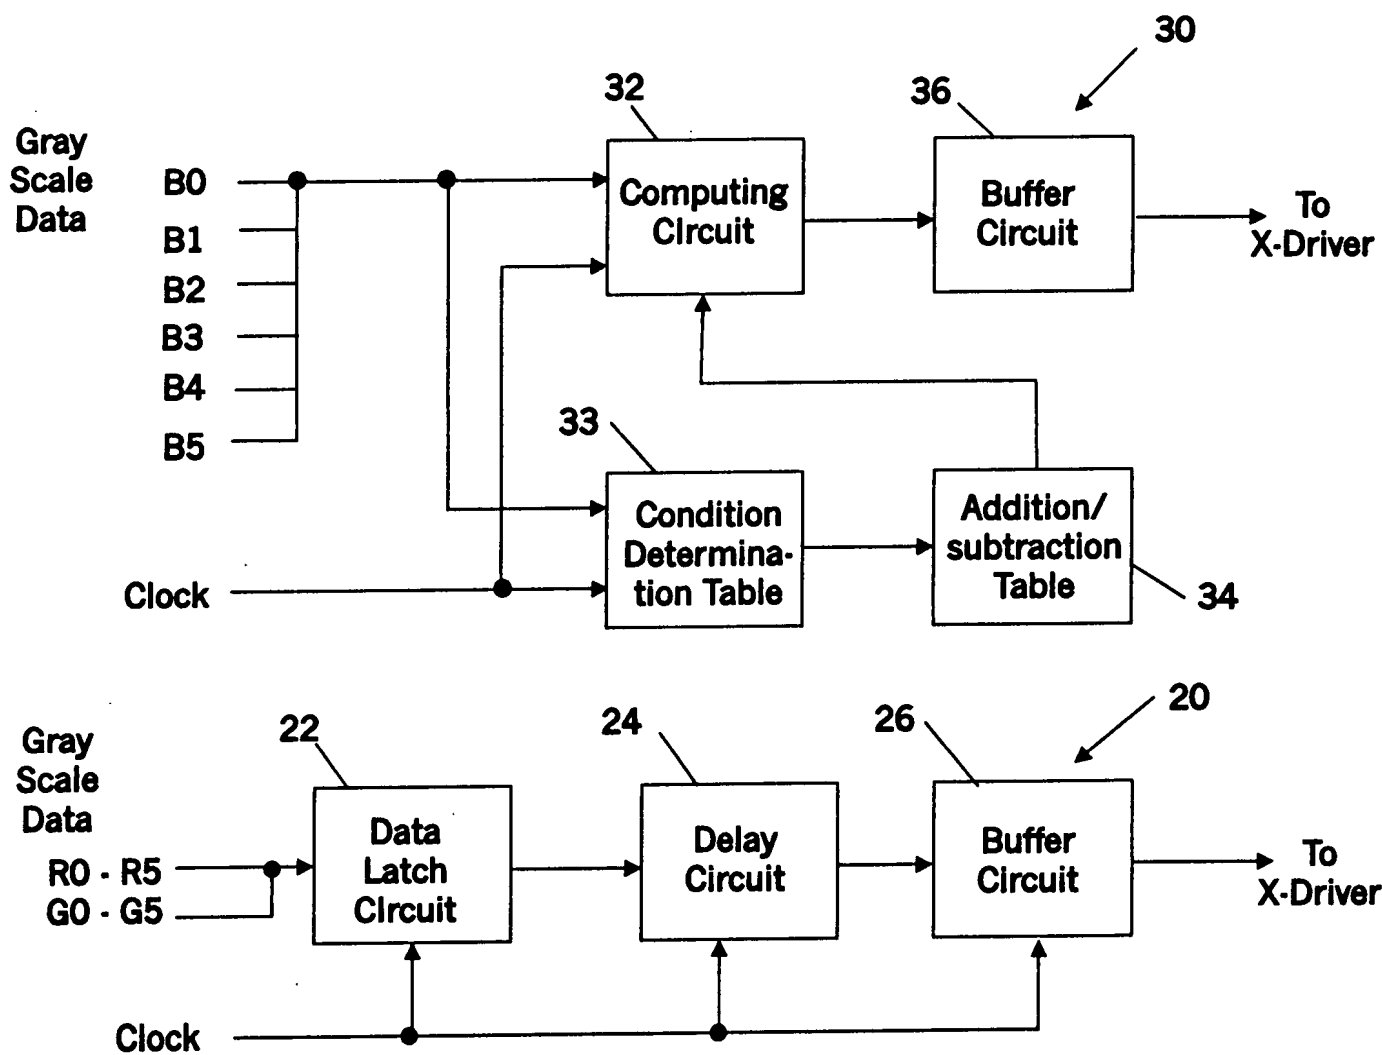 30
32
36
Gray
Scale
Data
B0
B1
B2
B3
B4
B5
Computing
Circuit
Buffer
Circuit
To
X-Driver
33
Condition
Determina-
tion Table
Addition/
subtraction
Table
34
Clock
20
22
24
26
Gray
Scale
Data
R0 - R5
G0 - G5
Data
Latch
Circuit
Delay
Circuit
Buffer
Circuit
To
X-Driver
Clock